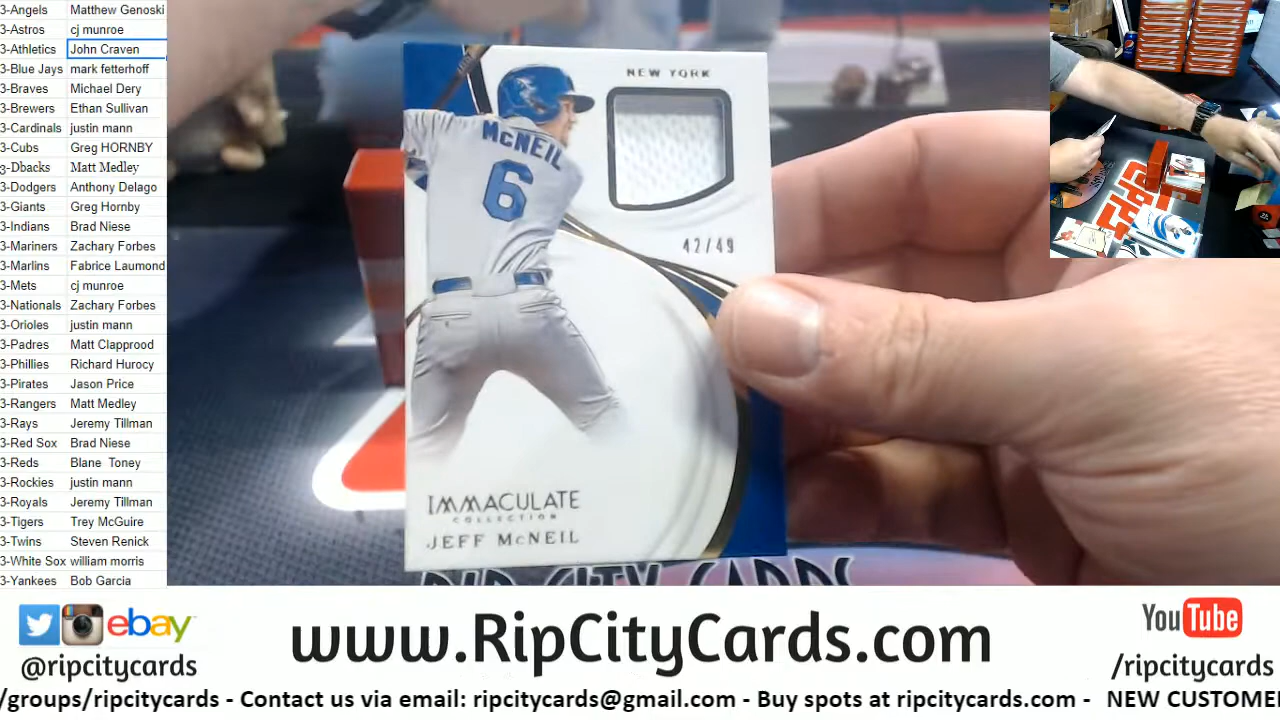 3-Angels Matthew Genoski
3-Astros cj munroe
3-Athletics John Craven
3-Blue Jays mark fetterhoff
3-Braves Michael Dery
3-Brewers Ethan Sullivan
3-Cardinals justin mann
3-Cubs Greg HORNBY
3-Dbacks Matt Medley
3-Dodgers Anthony Delago
3-Giants Greg Hornby
3-Indians Brad Niese
3-Mariners Zachary Forbes
3-Marlins Fabrice Laumond
3-Mets cj munroe
3-Nationals Zachary Forbes
3-Orioles justin mann
3-Padres Matt Clapprood
3-Phillies Richard Hurocy
3-Pirates Jason Price
3-Rangers Matt Medley
3-Rays Jeremy Tillman
3-Red Sox Brad Niese
3-Reds Blane Toney
3-Rockies justin mann
3-Royals Jeremy Tillman
3-Tigers Trey McGuire
3-Twins Steven Renick
3-White Sox william morris
3-Yankees Bob Garcia
NEW YORK
McNEIL
6
42/49
IMMACULATE
COLLECTION
JEFF McNEIL
RIP CITY CARDS
ebay
@ripcitycards
www.RipCityCards.com
YouTube
/ripcitycards
/groups/ripcitycards - Contact us via email: ripcitycards@gmail.com - Buy spots at ripcitycards.com - NEW CUSTOME